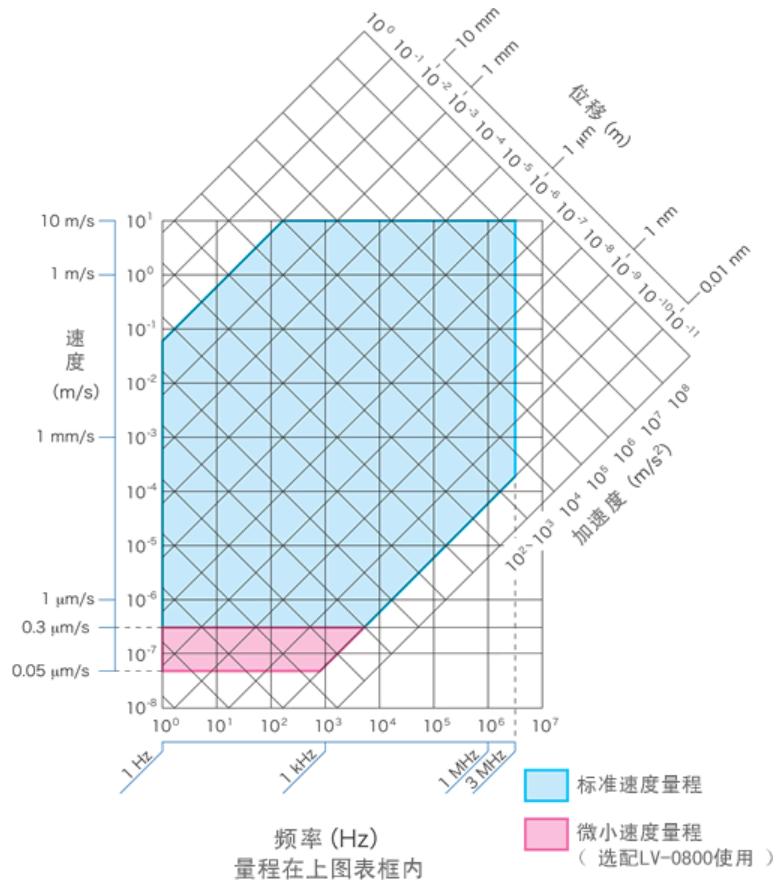 10⁰
10⁻¹
10⁻²
10⁻³
10⁻⁴
10⁻⁵
10⁻⁶
10⁻⁷
10⁻⁸
10⁻⁹
10⁻¹⁰
10⁻¹¹
10 mm
1 mm
1 μm
1 nm
0.01 nm
位移 (m)
10 m/s
1 m/s
1 mm/s
1 μm/s
0.3 μm/s
0.05 μm/s
速度
(m/s)
10¹
10⁰
10⁻¹
10⁻²
10⁻³
10⁻⁴
10⁻⁵
10⁻⁶
10⁻⁷
10⁻⁸
10²
10³
10⁴
10⁵
10⁶
10⁷
10⁸
加速度 (m/s²)
10⁰ 10¹ 10² 10³ 10⁴ 10⁵ 10⁶ 10⁷
1 Hz
1 kHz
1 MHz
3 MHz
频率 (Hz)
量程在上图表框内
标准速度量程
微小速度量程
( 选配LV-0800使用 )